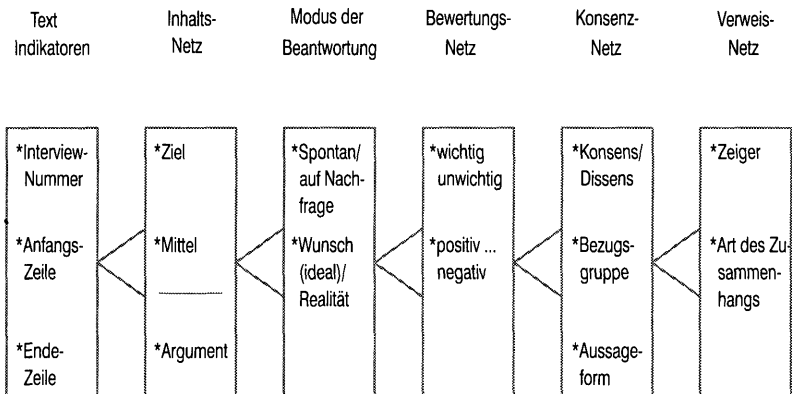 Text
Indikatoren
Inhalts-
Netz
Modus der
Beantwortung
Bewertungs-
Netz
Konsenz-
Netz
Verweis-
Netz
*Interview-
Nummer
*Anfangs-
Zeile
*Ende-
Zeile
*Ziel
*Mittel
*Argument
*Spontan/
auf Nach-
frage
*Wunsch
(ideal)/
Realität
*wichtig
unwichtig
*positiv ...
negativ
*Konsens/
Dissens
*Bezugs-
gruppe
*Aussage-
form
*Zeiger
*Art des Zu-
sammen-
hangs